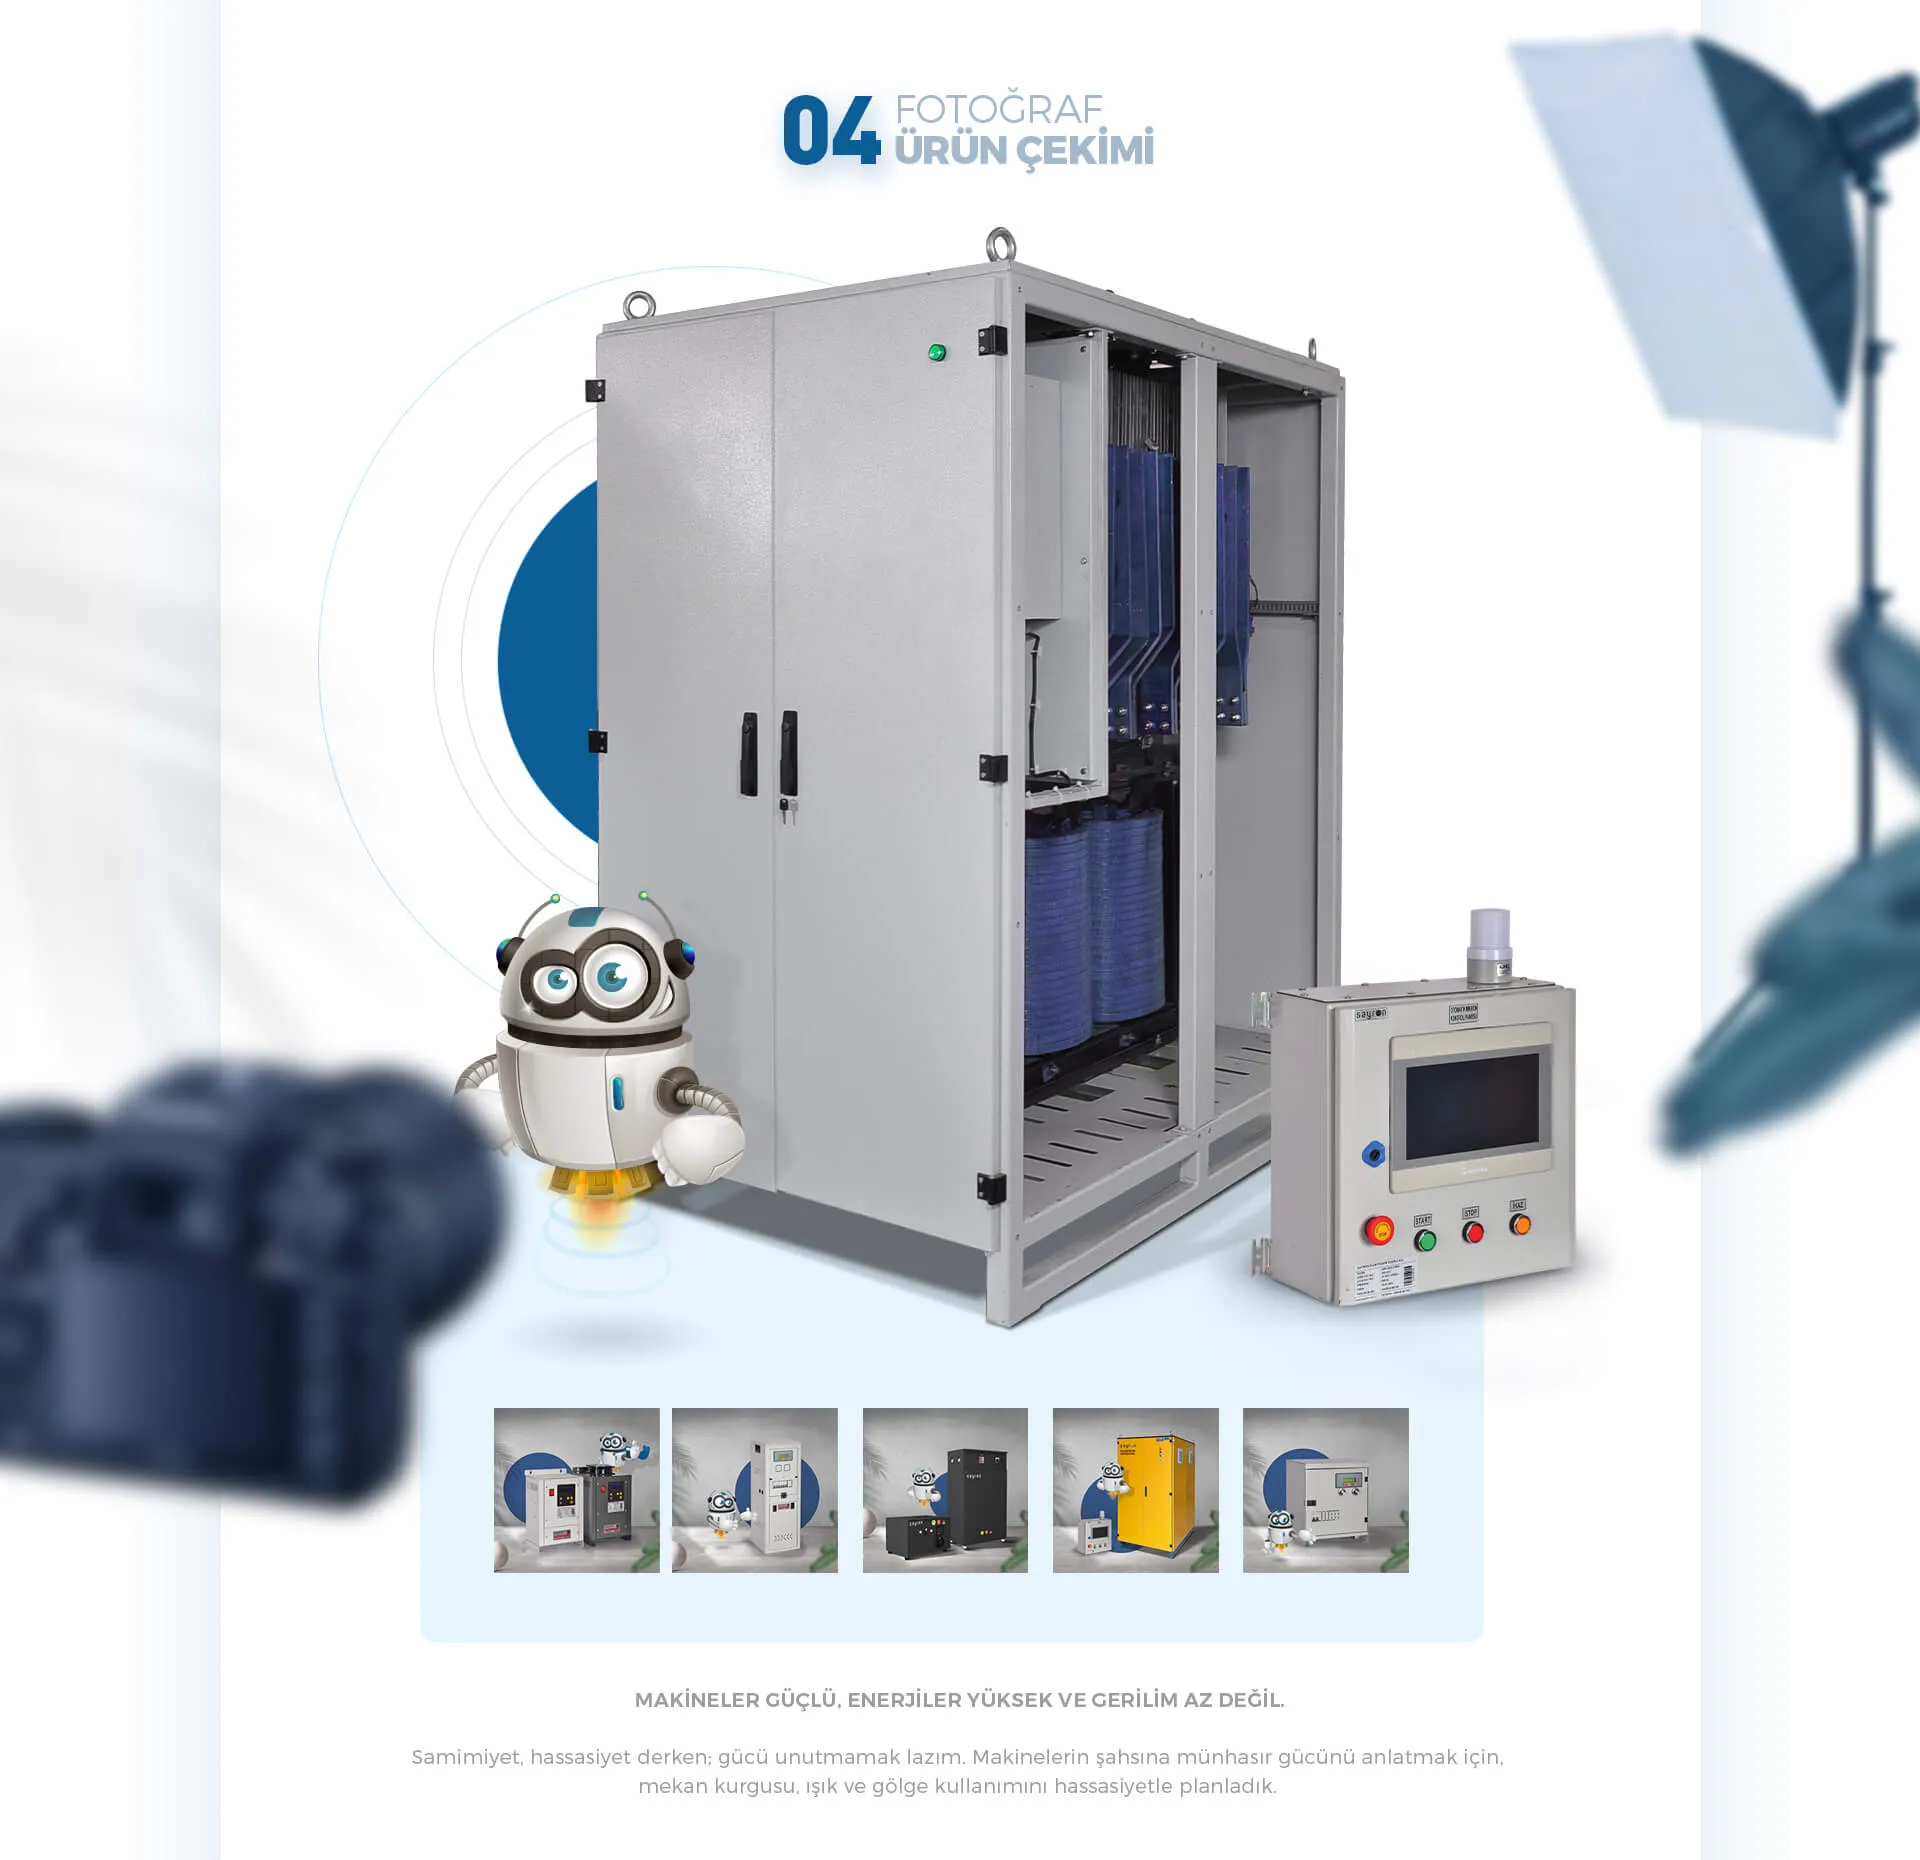 04
FOTOĞRAF
ÜRÜN ÇEKİMİ
sayron
START
STOP
İKAZ
MAKİNELER GÜÇLÜ, ENERJİLER YÜKSEK VE GERİLİM AZ DEĞİL.
Samimiyet, hassasiyet derken; gücü unutmamak lazım. Makinelerin şahsına münhasır gücünü anlatmak için,
mekan kurgusu, ışık ve gölge kullanımını hassasiyetle planladık.